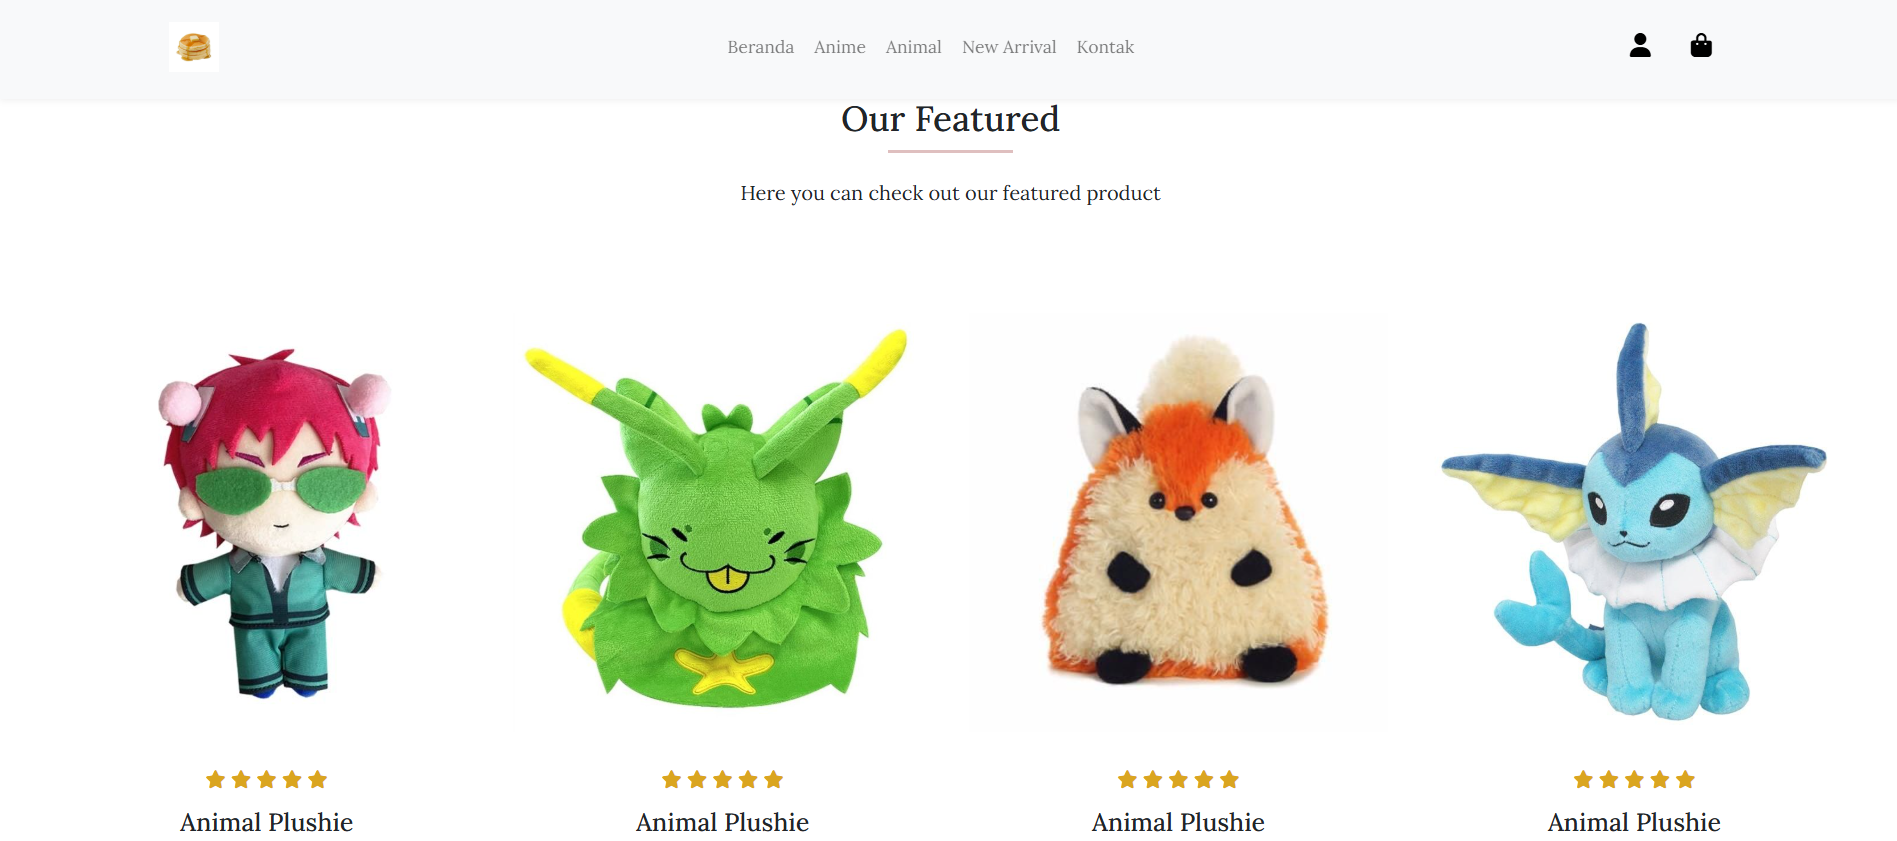 Beranda Anime Animal New Arrival Kontak
Our Featured
Here you can check out our featured product
Animal Plushie Animal Plushie Animal Plushie Animal Plushie